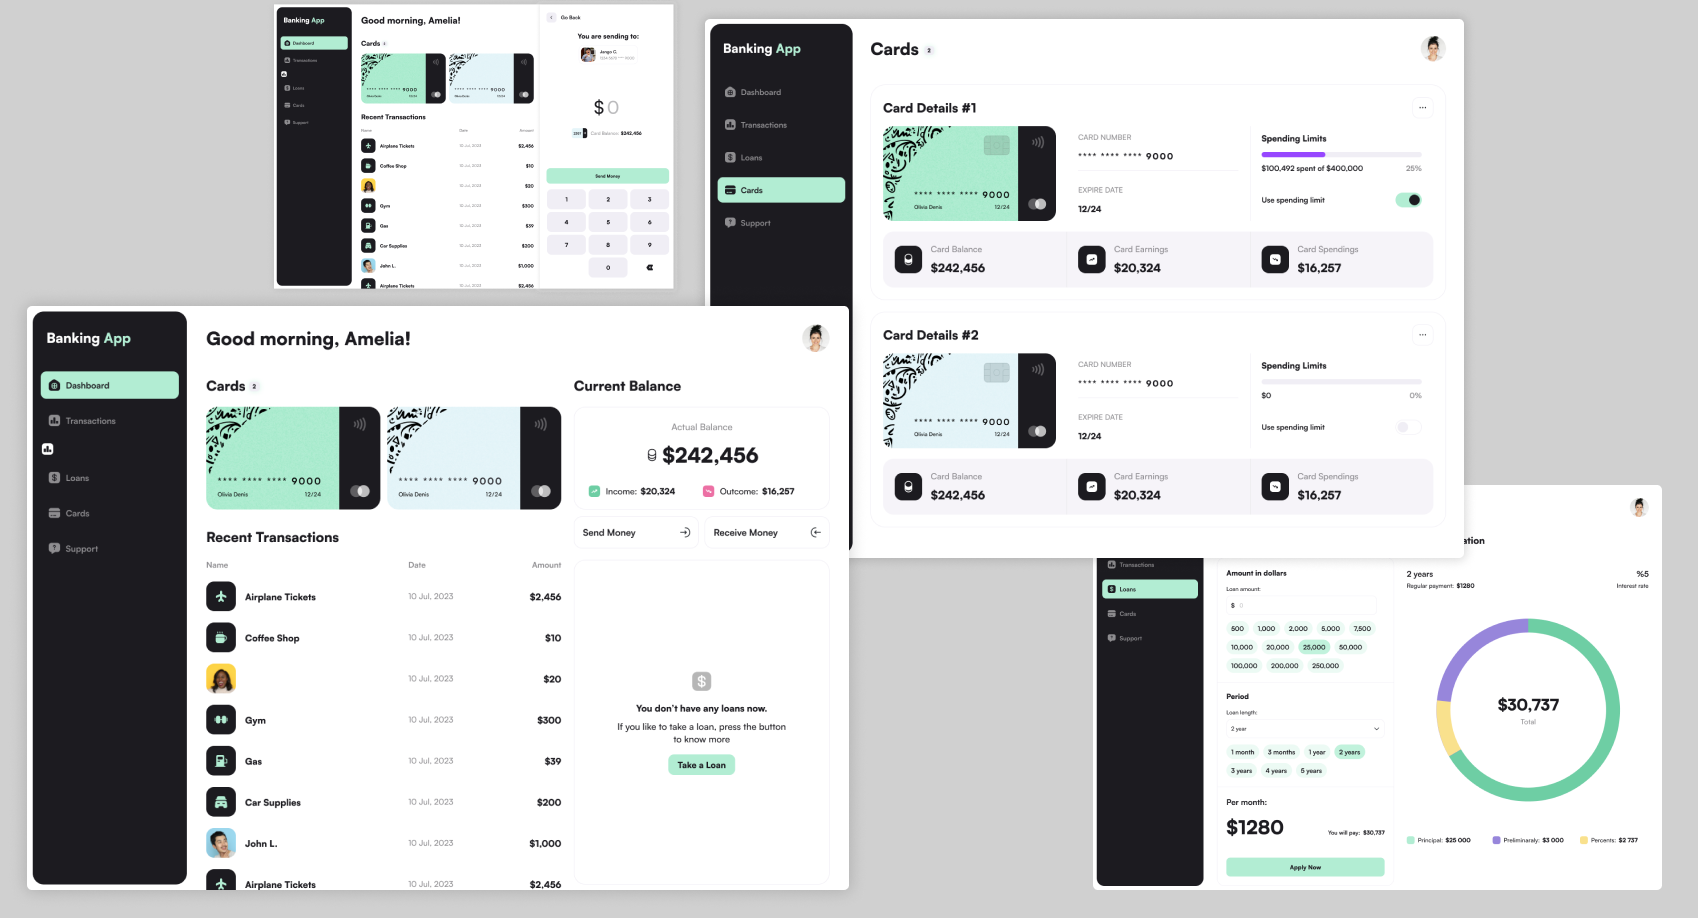 Banking App
Dashboard
Transactions
Loans
Cards
Support
Good morning, Amelia!
Cards 2
**** **** **** 9000
Olivia Denis 12/24
**** **** **** 9000
Olivia Denis 12/24
Recent Transactions
Name Date Amount
Airplane Tickets 10 Jul, 2023 $2,456
Coffee Shop 10 Jul, 2023 $10
10 Jul, 2023 $20
Gym 10 Jul, 2023 $300
Gas 10 Jul, 2023 $39
Car Supplies 10 Jul, 2023 $200
John L. 10 Jul, 2023 $1,000
Airplane Tickets 10 Jul, 2023 $2,456
Go Back
You are sending to:
$ 0
Card Balance: $242,456
Send Money
1 2 3
4 5 6
7 8 9
0
Banking App
Dashboard
Transactions
Loans
Cards
Support
Cards 2
Card Details #1
...
**** **** **** 9000
Olivia Denis 12/24
CARD NUMBER
**** **** **** 9000
EXPIRE DATE
12/24
Spending Limits
$100,492 spent of $400,000 25%
Use spending limit
Card Balance
$242,456
Card Earnings
$20,324
Card Spendings
$16,257
Card Details #2
...
**** **** **** 9000
Olivia Denis 12/24
CARD NUMBER
**** **** **** 9000
EXPIRE DATE
12/24
Spending Limits
$0 0%
Use spending limit
Card Balance
$242,456
Card Earnings
$20,324
Card Spendings
$16,257
Banking App
Dashboard
Transactions
Loans
Cards
Support
Good morning, Amelia!
Cards 2
**** **** **** 9000
Olivia Denis 12/24
**** **** **** 9000
Olivia Denis 12/24
Recent Transactions
Name Date Amount
Airplane Tickets 10 Jul, 2023 $2,456
Coffee Shop 10 Jul, 2023 $10
10 Jul, 2023 $20
Gym 10 Jul, 2023 $300
Gas 10 Jul, 2023 $39
Car Supplies 10 Jul, 2023 $200
John L. 10 Jul, 2023 $1,000
Airplane Tickets 10 Jul, 2023 $2,456
Current Balance
Actual Balance
$242,456
Income: $20,324 Outcome: $16,257
Send Money
Receive Money
$
You don't have any loans now.
If you like to take a loan, press the button
to know more
Take a Loan
Transactions
Loans
Cards
Support
Amount in dollars
Loan amount:
$ 0
500 1,000 2,000 5,000 7,500
10,000 20,000 25,000 50,000
100,000 200,000 250,000
Period
Loan length:
2 year
1 month 3 months 1 year 2 years
3 years 4 years 5 years
Per month:
$1280
You will pay: $30,737
Apply Now
ation
2 years %5
Regular payment: $1280 Interest rate
$30,737
Total
Principal: $25 000 Preliminaraly: $3 000 Percents: $2 737